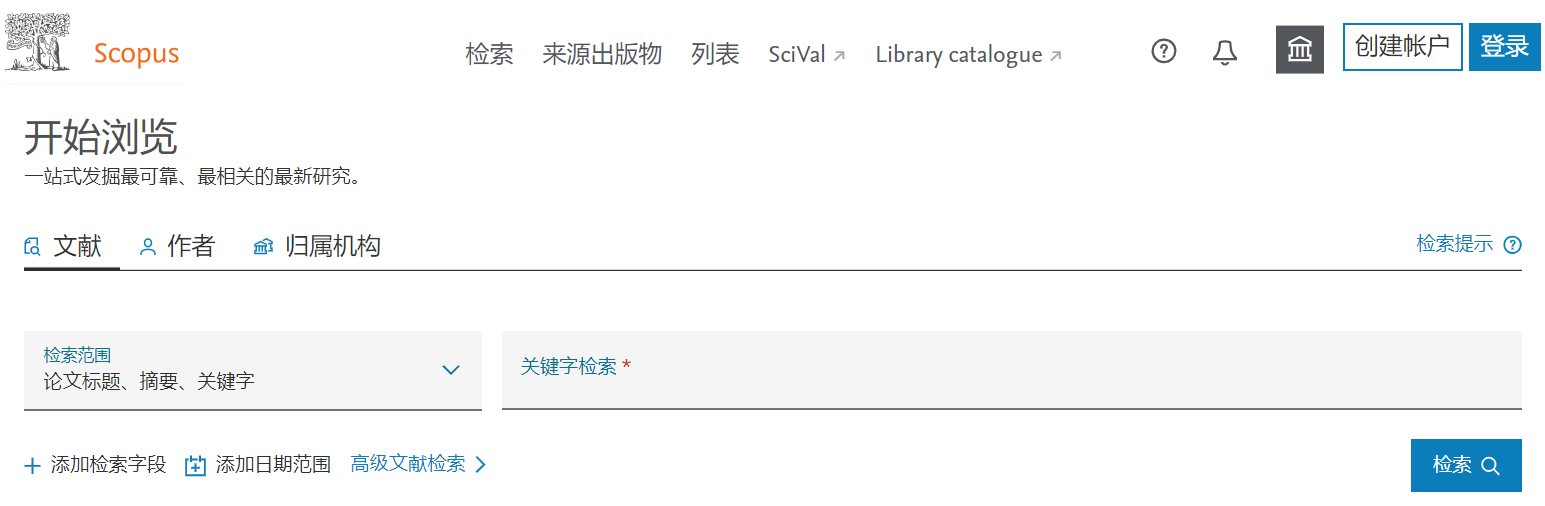 Scopus
检索 来源出版物 列表 SciVal Library catalogue 创建帐户 登录
开始浏览
一站式发掘最可靠、最相关的最新研究。
文献 作者 归属机构 检索提示
检索范围
论文标题、摘要、关键字
关键字检索 *
添加检索字段 添加日期范围 高级文献检索 检索